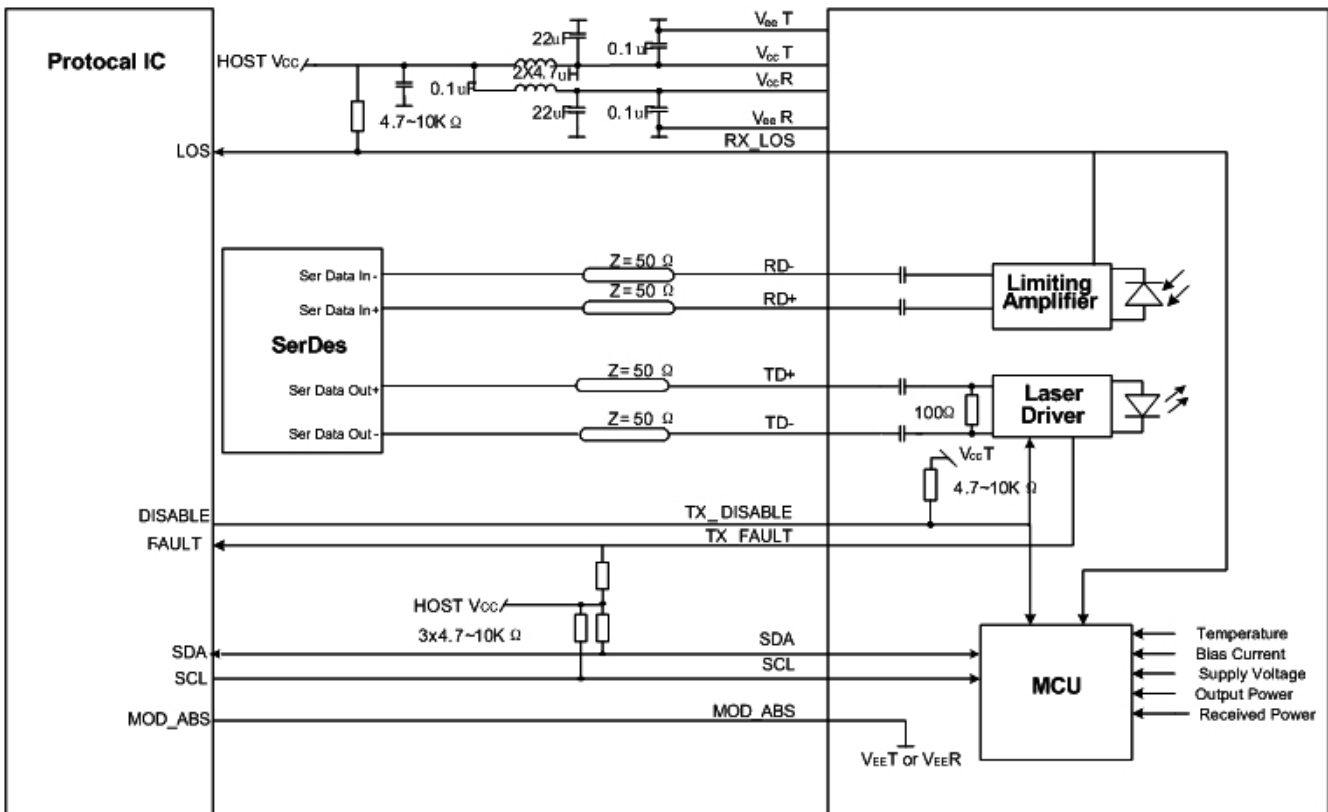 Protocal IC
HOST Vcc
22uF
0.1uF
Vee T
Vcc T
2X4.7uH
Vcc R
0.1uF
22uF
0.1uF
Vee R
4.7~10K Ω
LOS
RX_LOS
SerDes
Ser Data In-
Z=50 Ω
RD-
Ser Data In+
Z=50 Ω
RD+
Limiting
Amplifier
Ser Data Out+
Z=50 Ω
TD+
Ser Data Out-
Z=50 Ω
TD-
100Ω
Laser
Driver
VccT
4.7~10K Ω
DISABLE
TX_DISABLE
FAULT
TX_FAULT
HOST Vcc
3x4.7~10K Ω
SDA
SDA
SCL
SCL
MOD_ABS
MOD_ABS
VEET or VEER
MCU
Temperature
Bias Current
Supply Voltage
Output Power
Received Power